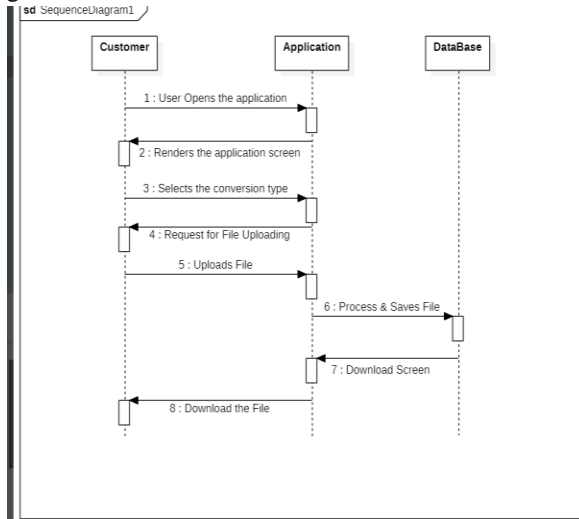 sd SequenceDiagram1
Customer
Application
DataBase
1 : User Opens the application
2 : Renders the application screen
3 : Selects the conversion type
4 : Request for File Uploading
5 : Uploads File
6 : Process & Saves File
7 : Download Screen
8 : Download the File